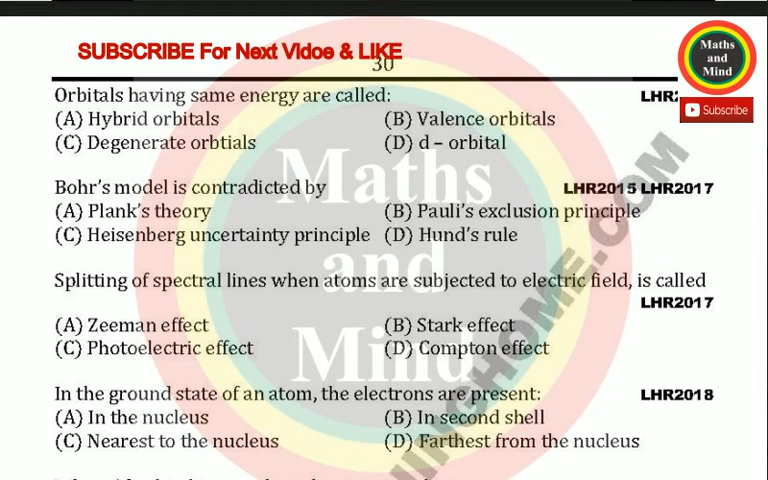 SUBSCRIBE For Next Vidoe & LIKE
30
Maths
and
Mind
Subscribe
Orbitals having same energy are called:
(A) Hybrid orbitals (B) Valence orbitals
(C) Degenerate orbtials (D) d – orbital
Bohr's model is contradicted by LHR2015 LHR2017
(A) Plank's theory (B) Pauli's exclusion principle
(C) Heisenberg uncertainty principle (D) Hund's rule
Splitting of spectral lines when atoms are subjected to electric field, is called
LHR2017
(A) Zeeman effect (B) Stark effect
(C) Photoelectric effect (D) Compton effect
In the ground state of an atom, the electrons are present: LHR2018
(A) In the nucleus (B) In second shell
(C) Nearest to the nucleus (D) Farthest from the nucleus
Maths
and
Mind